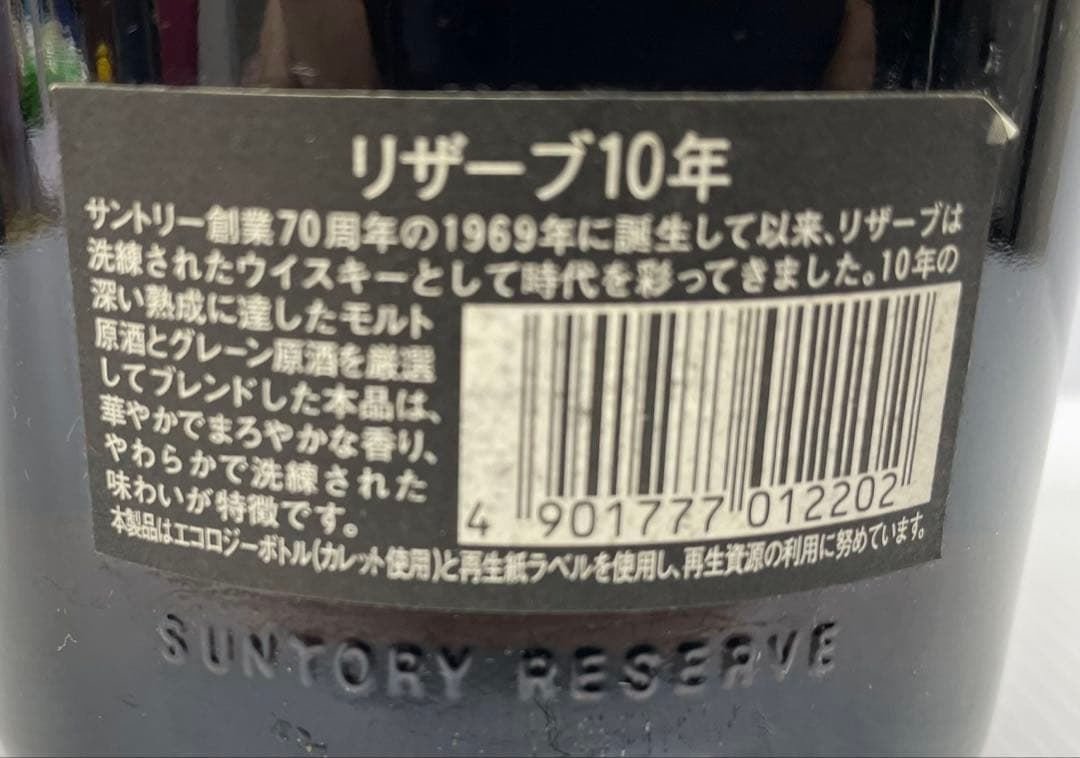 リザーブ10年
サントリー創業70周年の1969年に誕生して以来、リザーブは
洗練されたウイスキーとして時代を彩ってきました。10年の
深い熟成に達したモルト
原酒とグレーン原酒を厳選
してブレンドした本品は、
華やかでまろやかな香り、
やわらかで洗練された
味わいが特徴です。
4 901777 012202
本製品はエコロジーボトル(カレット使用)と再生紙ラベルを使用し、再生資源の利用に努めています。
SUNTORY RESERVE